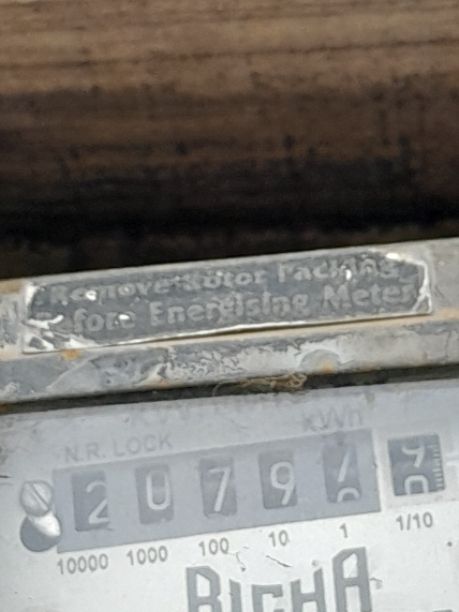 Remove Rotor Packing
Before Energising Meter
KWh
N.R. LOCK
2 0 7 9
10000 1000 100 10 1 1/10
RICHA